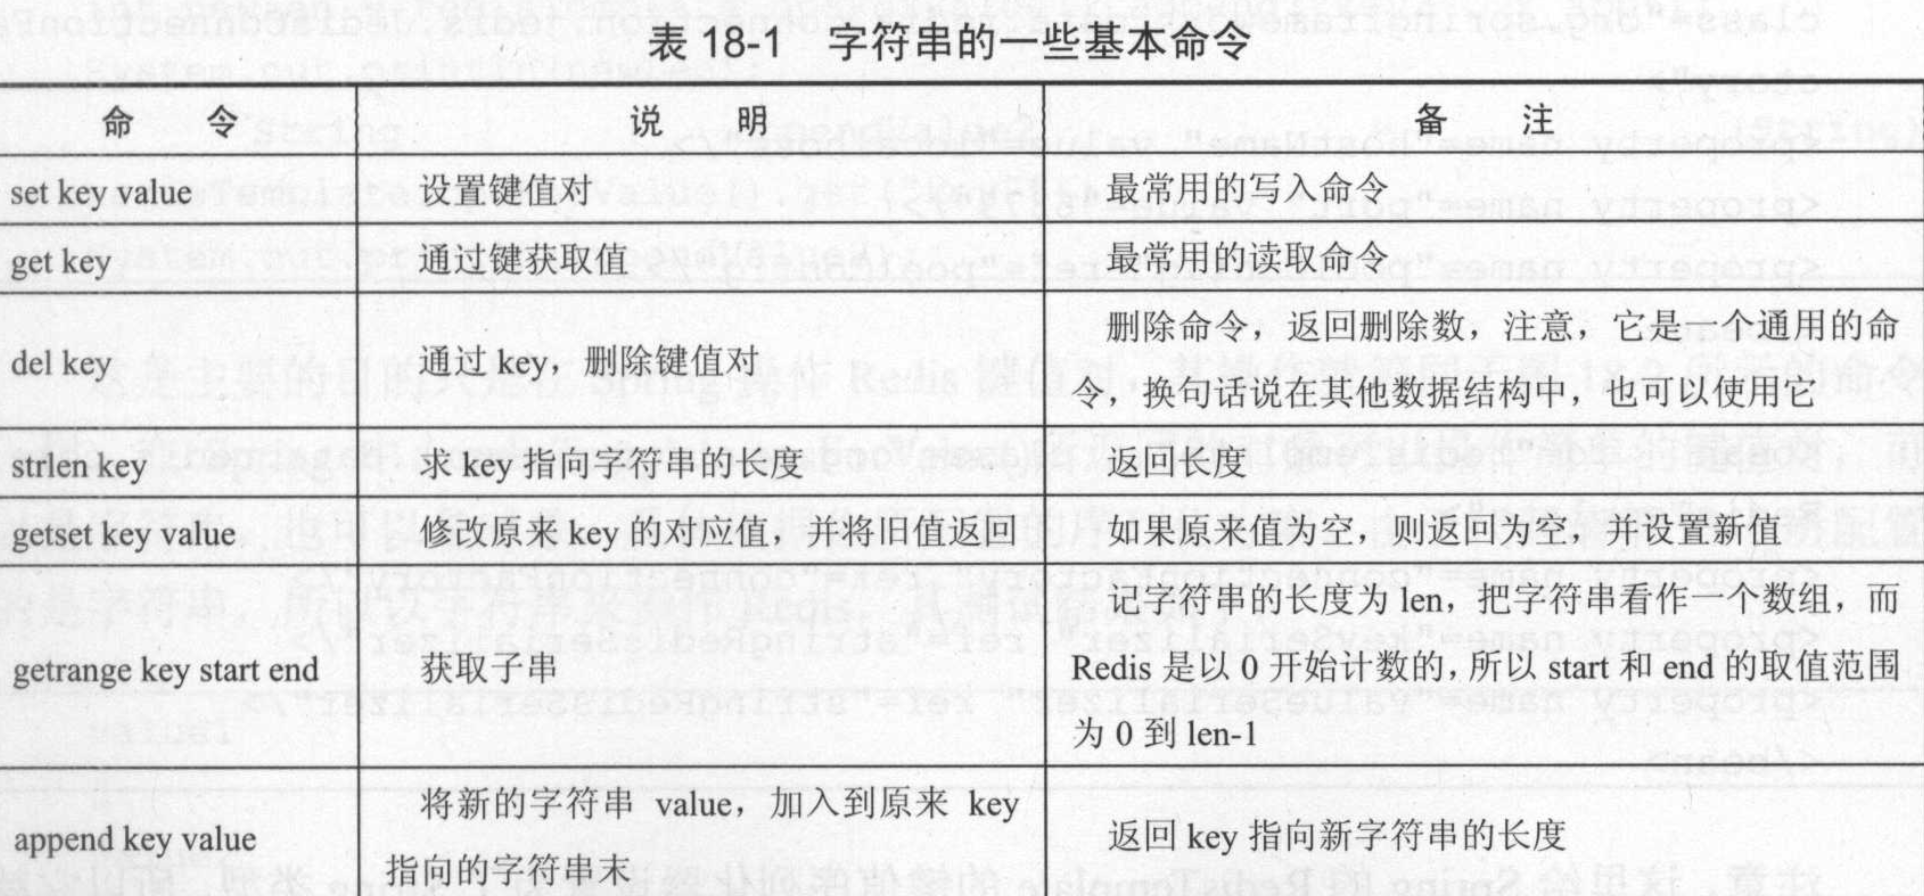 表 18-1 字符串的一些基本命令
命 令 说 明 备 注
set key value 设置键值对 最常用的写入命令
get key 通过键获取值 最常用的读取命令
del key 通过 key，删除键值对 删除命令，返回删除数，注意，它是一个通用的命
令，换句话说在其他数据结构中，也可以使用它
strlen key 求 key 指向字符串的长度 返回长度
getset key value 修改原来 key 的对应值，并将旧值返回 如果原来值为空，则返回为空，并设置新值
getrange key start end 获取子串 记字符串的长度为 len，把字符串看作一个数组，而
Redis 是以 0 开始计数的，所以 start 和 end 的取值范围
为 0 到 len-1
append key value 将新的字符串 value，加入到原来 key
指向的字符串末 返回 key 指向新字符串的长度